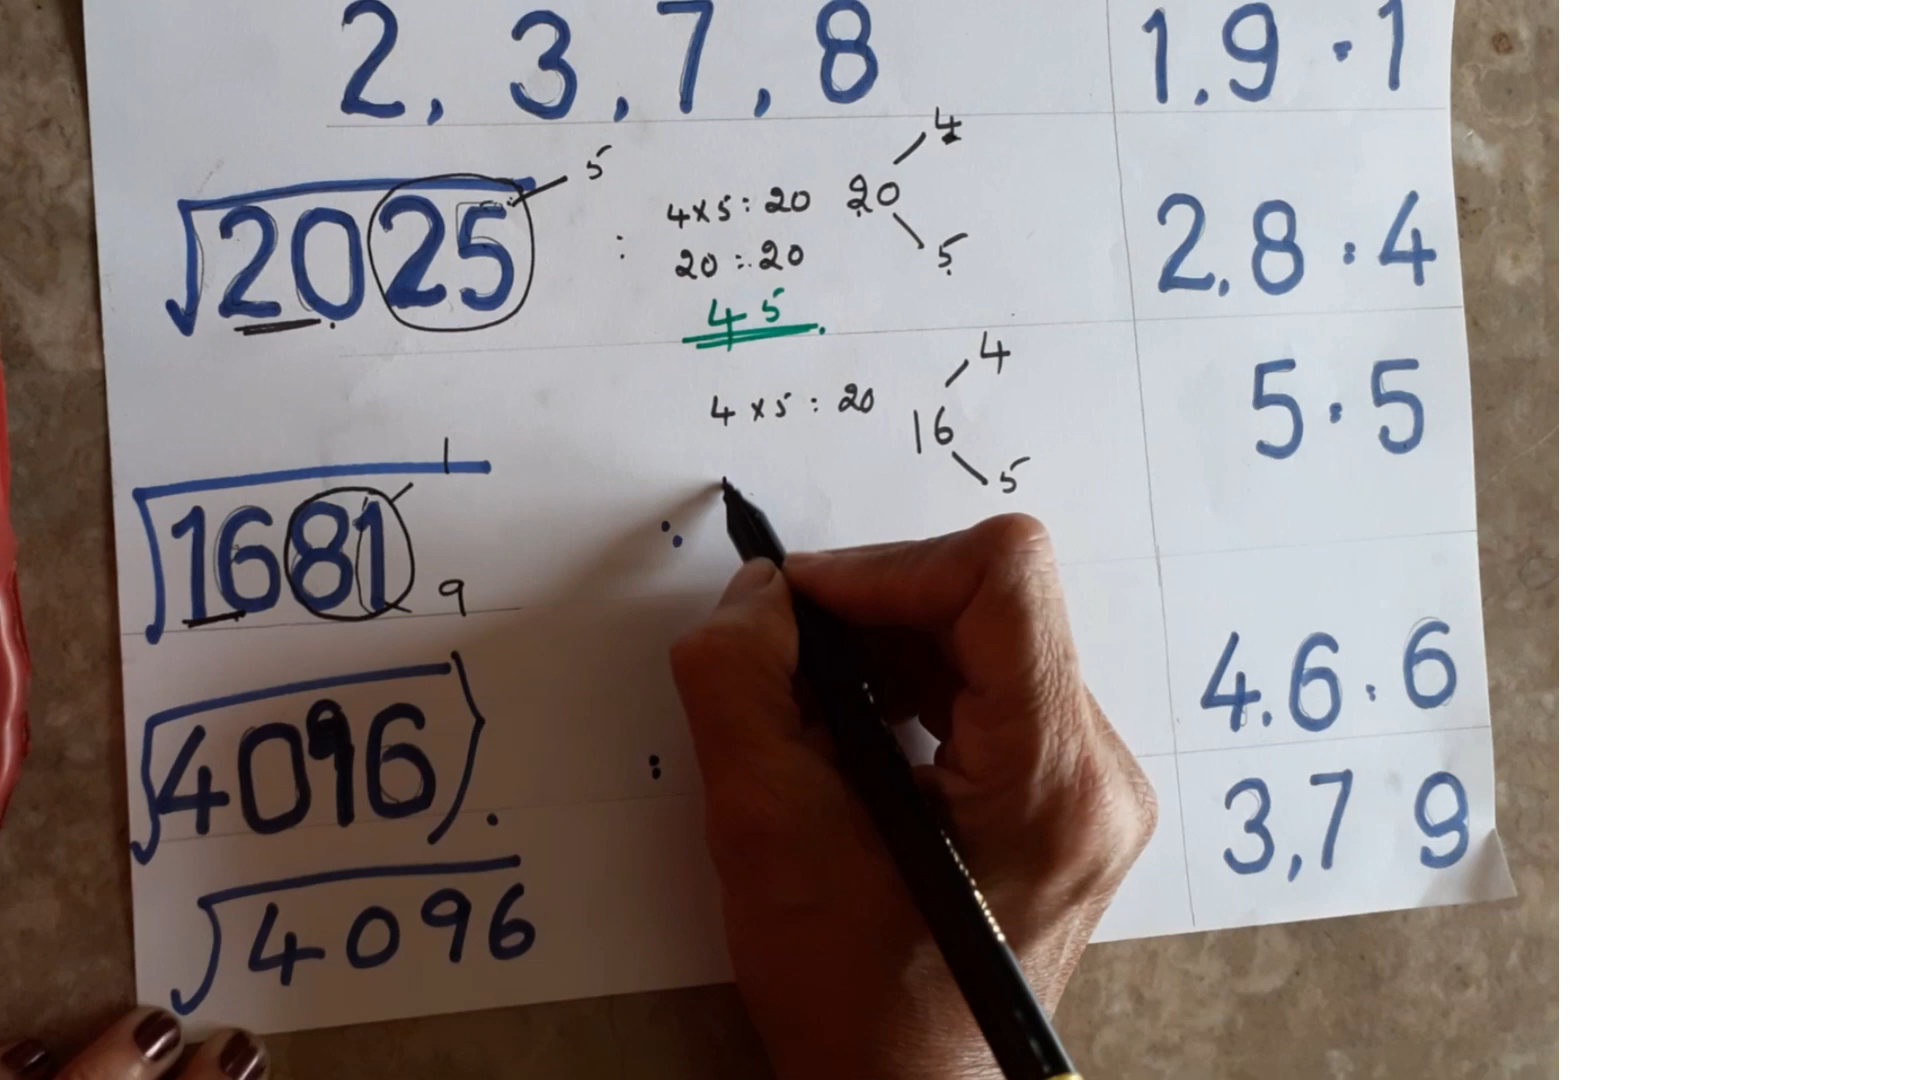 2, 3, 7, 8
1.9 · 1
√2025 5 : 4x5 : 20 20 4 5
20 : 20
4 5
2.8 : 4
√1681 1 9 : 4 x 5 : 20 16 4 5
5 · 5
√4096 :
4.6 · 6
√4096
3,7 9